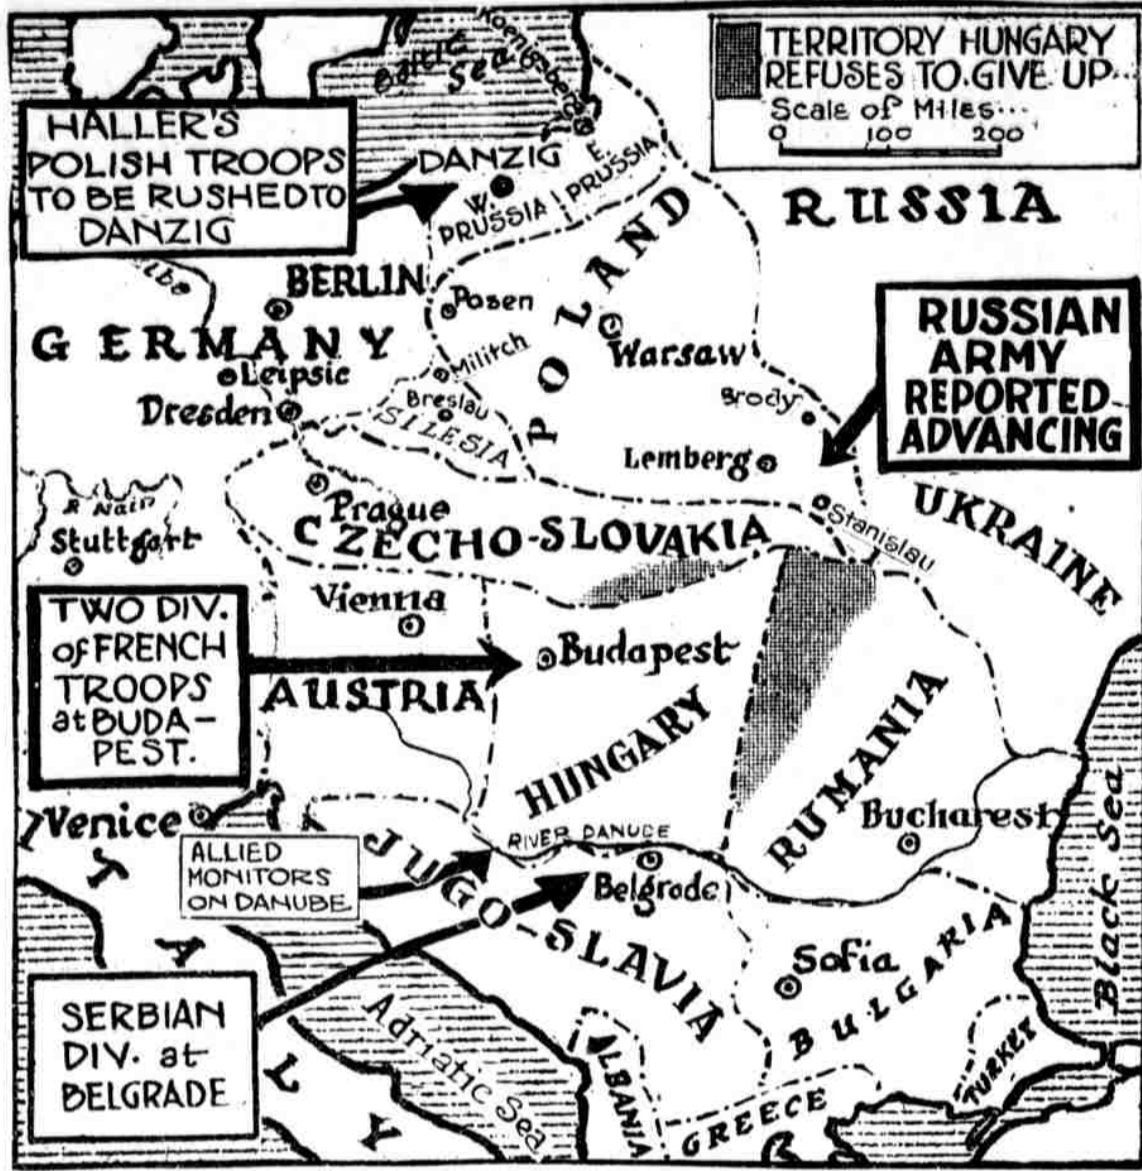 TERRITORY HUNGARY
REFUSES TO GIVE UP...
Scale of Miles...
0 100 200
Koenigsberg
Baltic
Sea
HALLER'S
POLISH TROOPS
TO BE RUSHED TO
DANZIG
DANZIG
E.
PRUSSIA
W.
PRUSSIA
RUSSIA
Elbe
BERLIN
Posen
POLAND
GERMANY
Warsaw
Militch
Leipsic
Breslau
Dresden
SILESIA
Brody
RUSSIAN
ARMY
REPORTED
ADVANCING
Lemberg
Stanislau
UKRAINE
Stuttgart
Prague
CZECHO-SLOVAKIA
Vienna
TWO DIV.
of FRENCH
TROOPS
at BUDA-
PEST.
Budapest
AUSTRIA
HUNGARY
RUMANIA
Black Sea
Venice
Bucharest
RIVER DANUBE
ALLIED
MONITORS
ON DANUBE
Belgrade
JUGO-SLAVIA
Sofia
BULGARIA
SERBIAN
DIV. at
BELGRADE
ITALY
Adriatic Sea
ALBANIA
GREECE
TURKEY